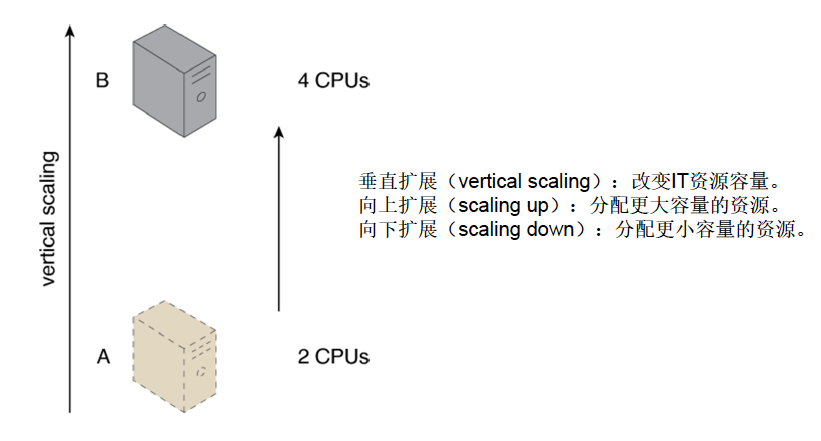 B
4 CPUs
vertical scaling
垂直扩展（vertical scaling）：改变IT资源容量。
向上扩展（scaling up）：分配更大容量的资源。
向下扩展（scaling down）：分配更小容量的资源。
A
2 CPUs